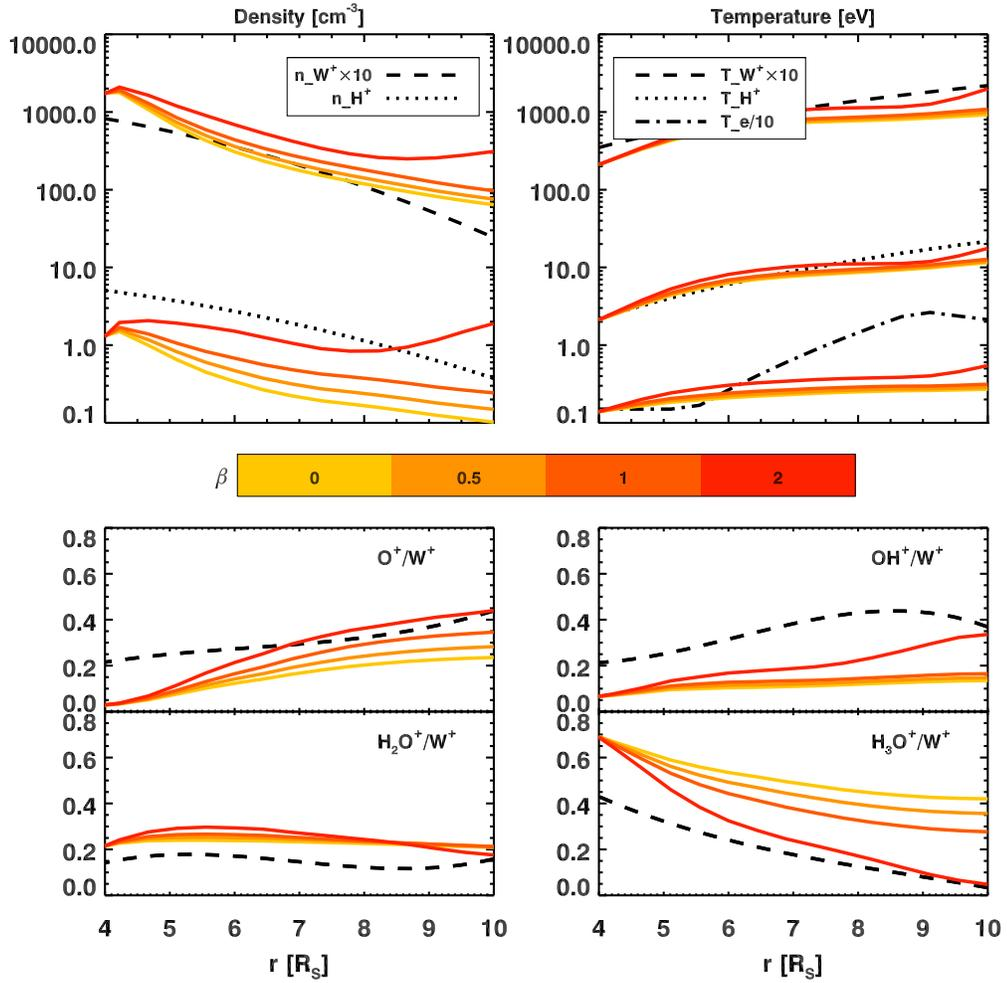 Density [cm⁻³]
10000.0
1000.0
100.0
10.0
1.0
0.1
n_W⁺×10
n_H⁺
Temperature [eV]
10000.0
1000.0
100.0
10.0
1.0
0.1
T_W⁺×10
T_H⁺
T_e/10
β 0 0.5 1 2
0.8
0.6
0.4
0.2
0.0
O⁺/W⁺
0.8
0.6
0.4
0.2
0.0
OH⁺/W⁺
0.8
0.6
0.4
0.2
0.0
H₂O⁺/W⁺
4 5 6 7 8 9 10
r [R_S]
0.8
0.6
0.4
0.2
0.0
H₃O⁺/W⁺
4 5 6 7 8 9 10
r [R_S]